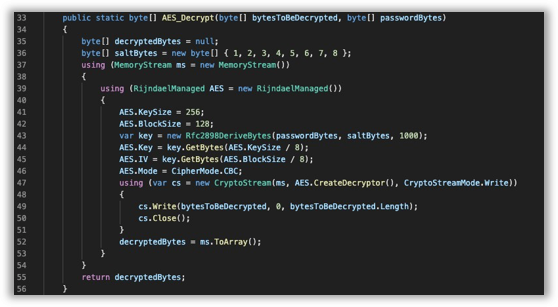 33 public static byte[] AES_Decrypt(byte[] bytesToBeDecrypted, byte[] passwordBytes)
34 {
35 byte[] decryptedBytes = null;
36 byte[] saltBytes = new byte[] { 1, 2, 3, 4, 5, 6, 7, 8 };
37 using (MemoryStream ms = new MemoryStream())
38 {
39 using (RijndaelManaged AES = new RijndaelManaged())
40 {
41 AES.KeySize = 256;
42 AES.BlockSize = 128;
43 var key = new Rfc2898DeriveBytes(passwordBytes, saltBytes, 1000);
44 AES.Key = key.GetBytes(AES.KeySize / 8);
45 AES.IV = key.GetBytes(AES.BlockSize / 8);
46 AES.Mode = CipherMode.CBC;
47 using (var cs = new CryptoStream(ms, AES.CreateDecryptor(), CryptoStreamMode.Write))
48 {
49 cs.Write(bytesToBeDecrypted, 0, bytesToBeDecrypted.Length);
50 cs.Close();
51 }
52 decryptedBytes = ms.ToArray();
53 }
54 }
55 return decryptedBytes;
56 }